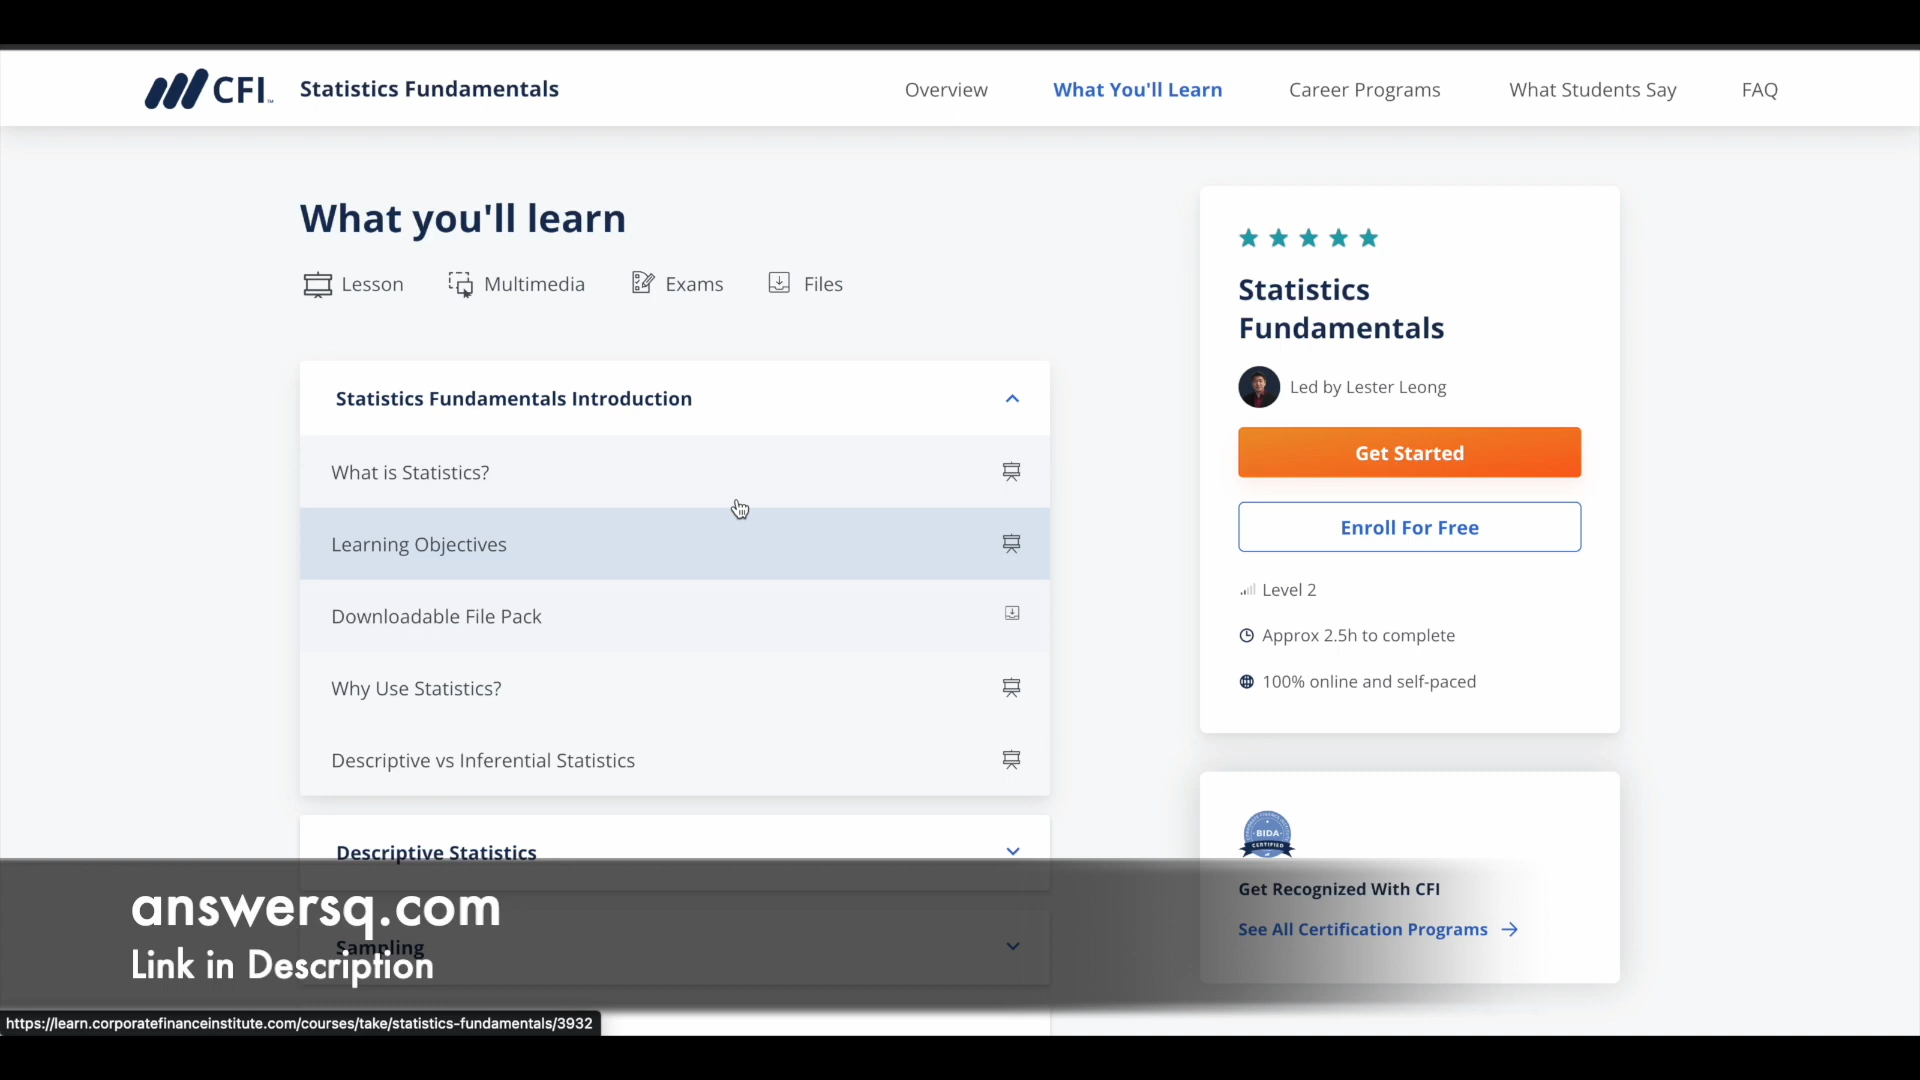 CFI™
Statistics Fundamentals
Overview
What You'll Learn
Career Programs
What Students Say
FAQ
What you'll learn
Lesson
Multimedia
Exams
Files
Statistics Fundamentals Introduction
What is Statistics?
Learning Objectives
Downloadable File Pack
Why Use Statistics?
Descriptive vs Inferential Statistics
Descriptive Statistics
Sampling
Statistics
Fundamentals
Led by Lester Leong
Get Started
Enroll For Free
Level 2
Approx 2.5h to complete
100% online and self-paced
BIDA
CERTIFIED
Get Recognized With CFI
See All Certification Programs
answersq.com
Link in Description
https://learn.corporatefinanceinstitute.com/courses/take/statistics-fundamentals/3932